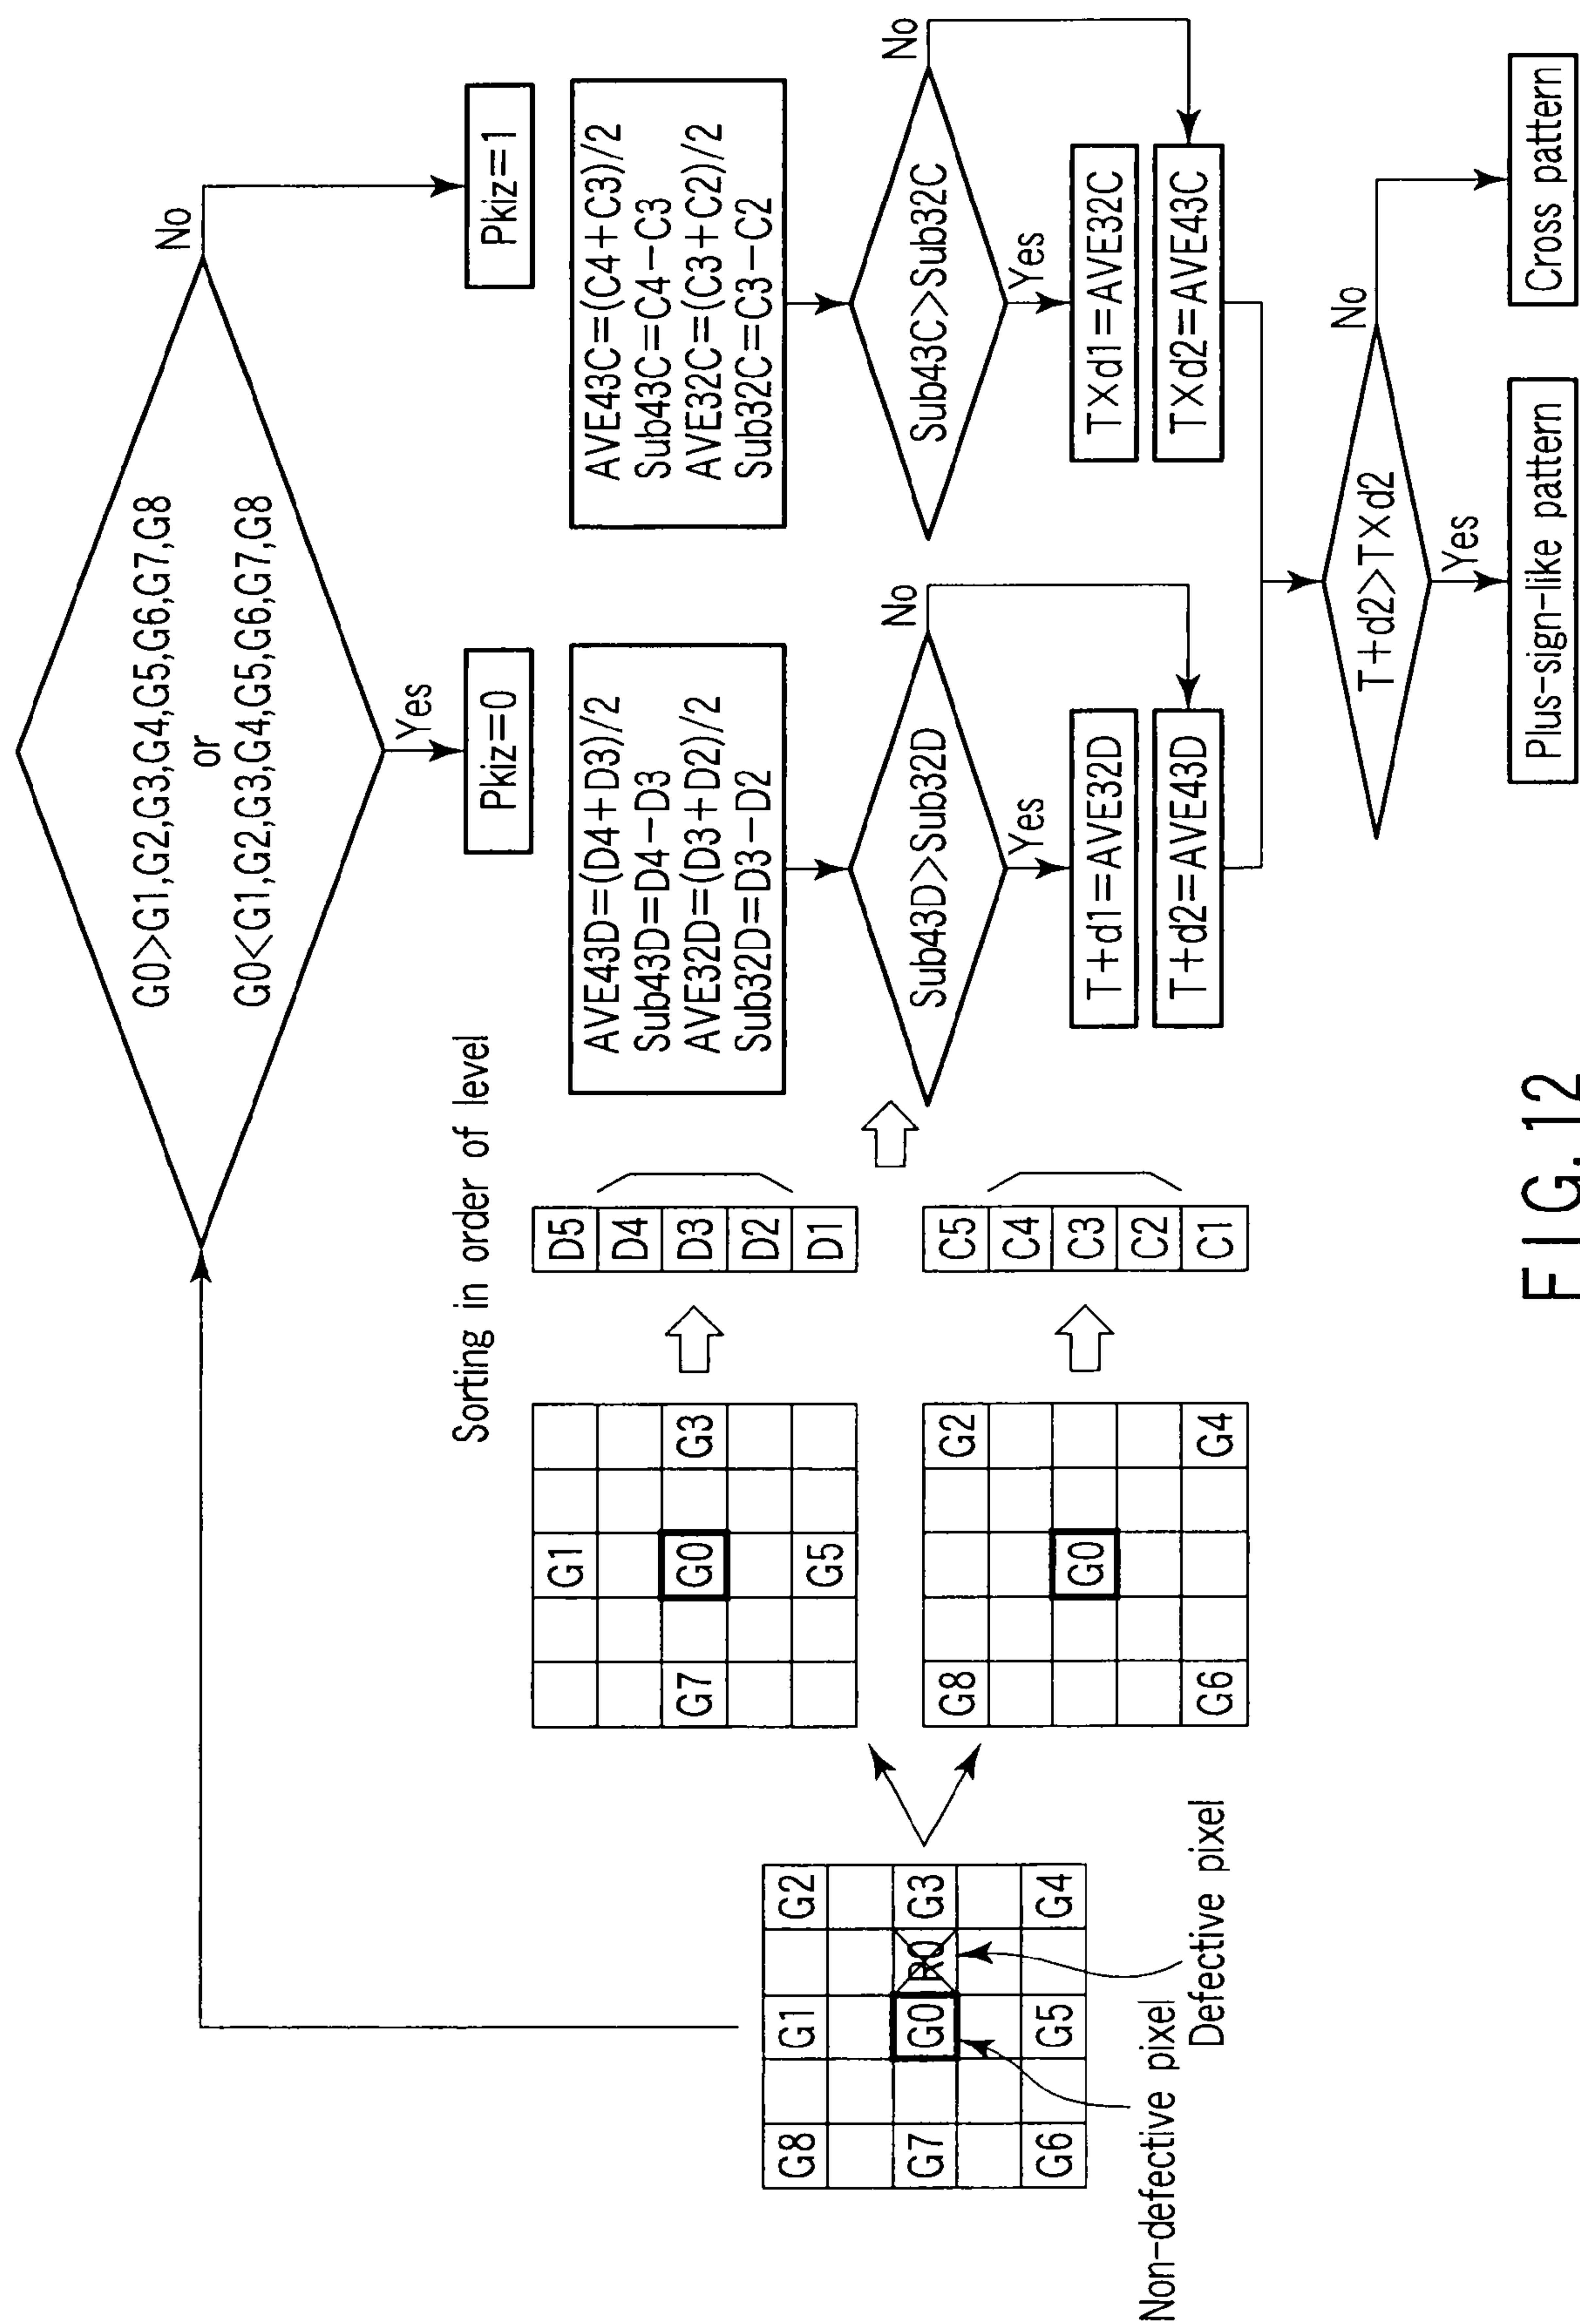 G0>G1,G2,G3,G4,G5,G6,G7,G8
or
G0<G1,G2,G3,G4,G5,G6,G7,G8
No
Yes
Pkiz=0
Pkiz=1
Sorting in order of level
G8 G1 G2
G7 G0 R0 G3
G6 G5 G4
Non-defective pixel
Defective pixel
G1
G7 G0 G3
G5
G8 G2
G0
G6 G4
D5
D4
D3
D2
D1
C5
C4
C3
C2
C1
AVE43D=(D4+D3)/2
Sub43D=D4-D3
AVE32D=(D3+D2)/2
Sub32D=D3-D2
Sub43D>Sub32D
No
Yes
T+d1=AVE32D
T+d2=AVE43D
AVE43C=(C4+C3)/2
Sub43C=C4-C3
AVE32C=(C3+C2)/2
Sub32C=C3-C2
Sub43C>Sub32C
No
Yes
T×d1=AVE32C
T×d2=AVE43C
T+d2>T×d2
No
Yes
Plus-sign-like pattern
Cross pattern
FIG. 12